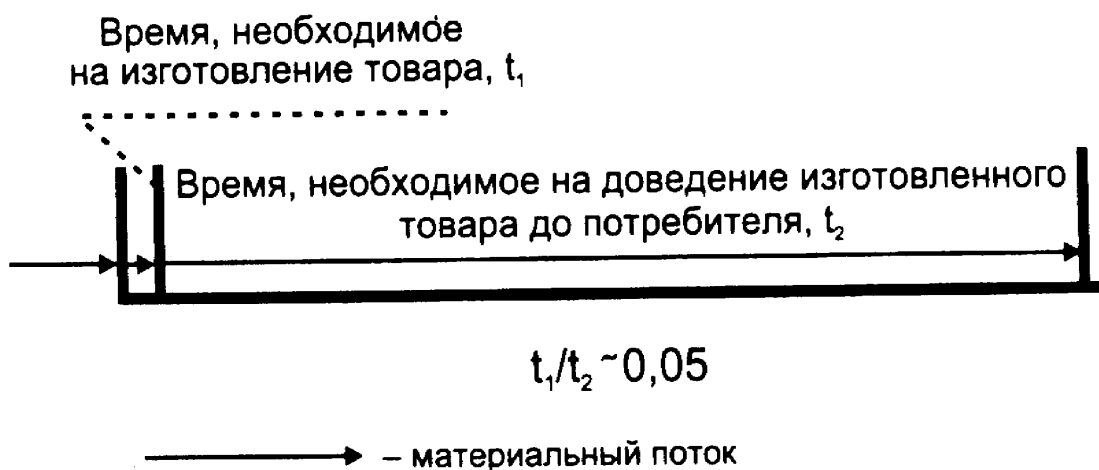 Время, необходимое
на изготовление товара, t₁
Время, необходимое на доведение изготовленного
товара до потребителя, t₂
t₁/t₂ ~0,05
– материальный поток